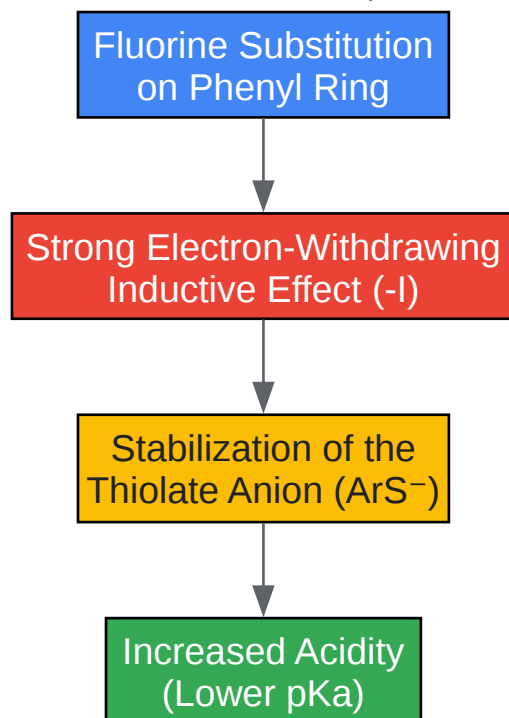 Fluorine Substitution
on Phenyl Ring
Strong Electron-Withdrawing
Inductive Effect (-I)
Stabilization of the
Thiolate Anion (ArS⁻)
Increased Acidity
(Lower pKa)